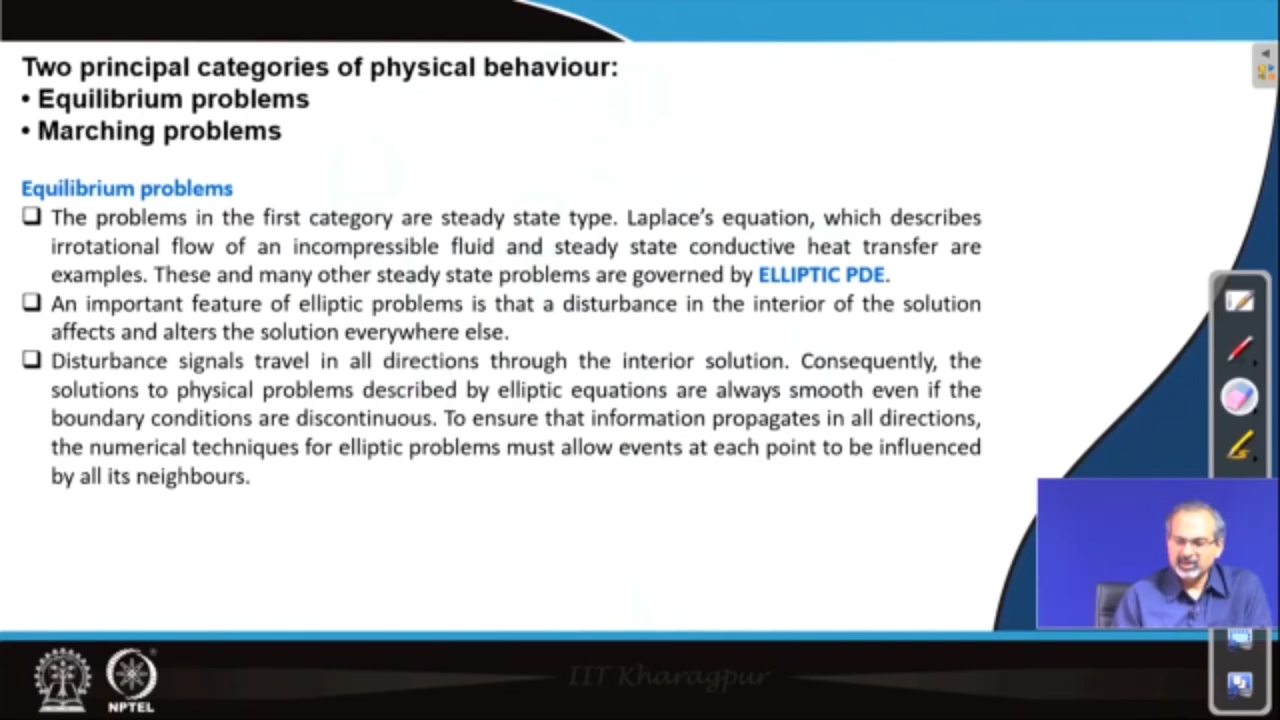 Two principal categories of physical behaviour:
• Equilibrium problems
• Marching problems
Equilibrium problems
❑ The problems in the first category are steady state type. Laplace's equation, which describes
irrotational flow of an incompressible fluid and steady state conductive heat transfer are
examples. These and many other steady state problems are governed by ELLIPTIC PDE.
❑ An important feature of elliptic problems is that a disturbance in the interior of the solution
affects and alters the solution everywhere else.
❑ Disturbance signals travel in all directions through the interior solution. Consequently, the
solutions to physical problems described by elliptic equations are always smooth even if the
boundary conditions are discontinuous. To ensure that information propagates in all directions,
the numerical techniques for elliptic problems must allow events at each point to be influenced
by all its neighbours.
IIT Kharagpur
NPTEL